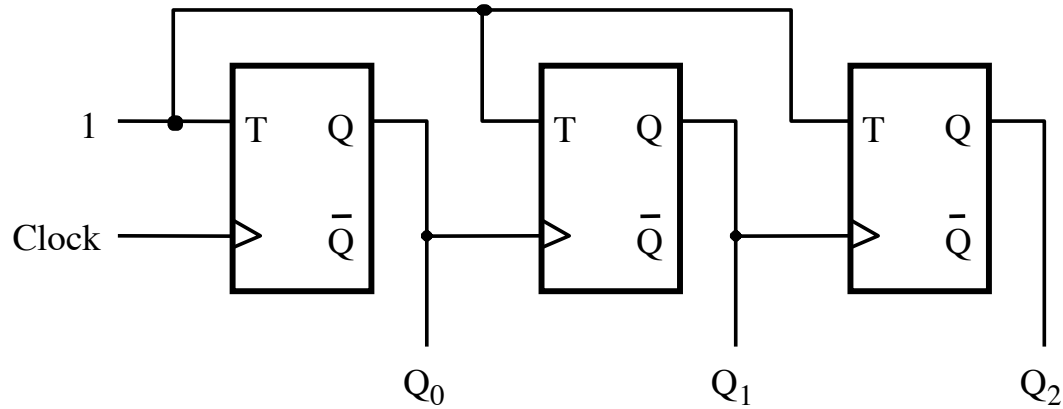 1 T Q T Q T Q
Clock Q̅ Q̅ Q̅
Q₀ Q₁ Q₂